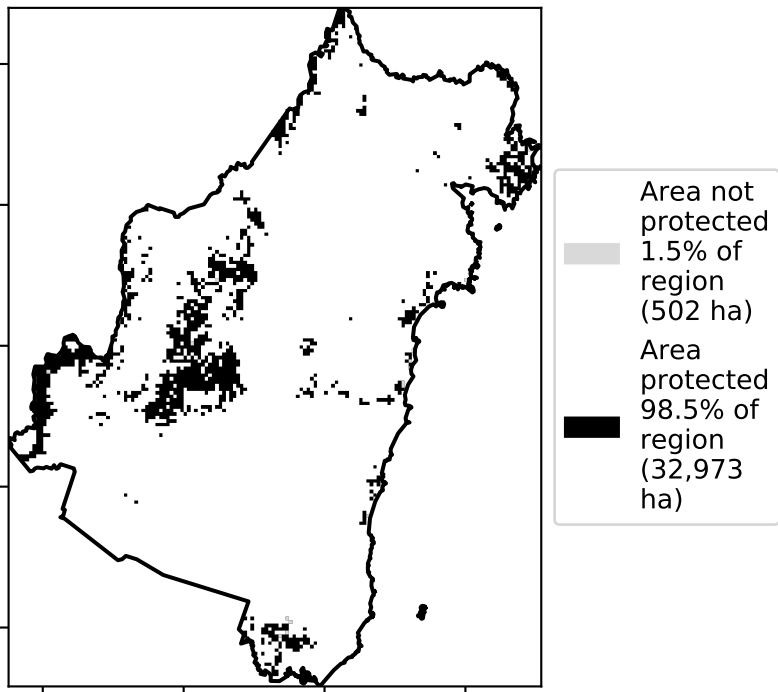 Area not
protected
1.5% of
region
(502 ha)
Area
protected
98.5% of
region
(32,973
ha)